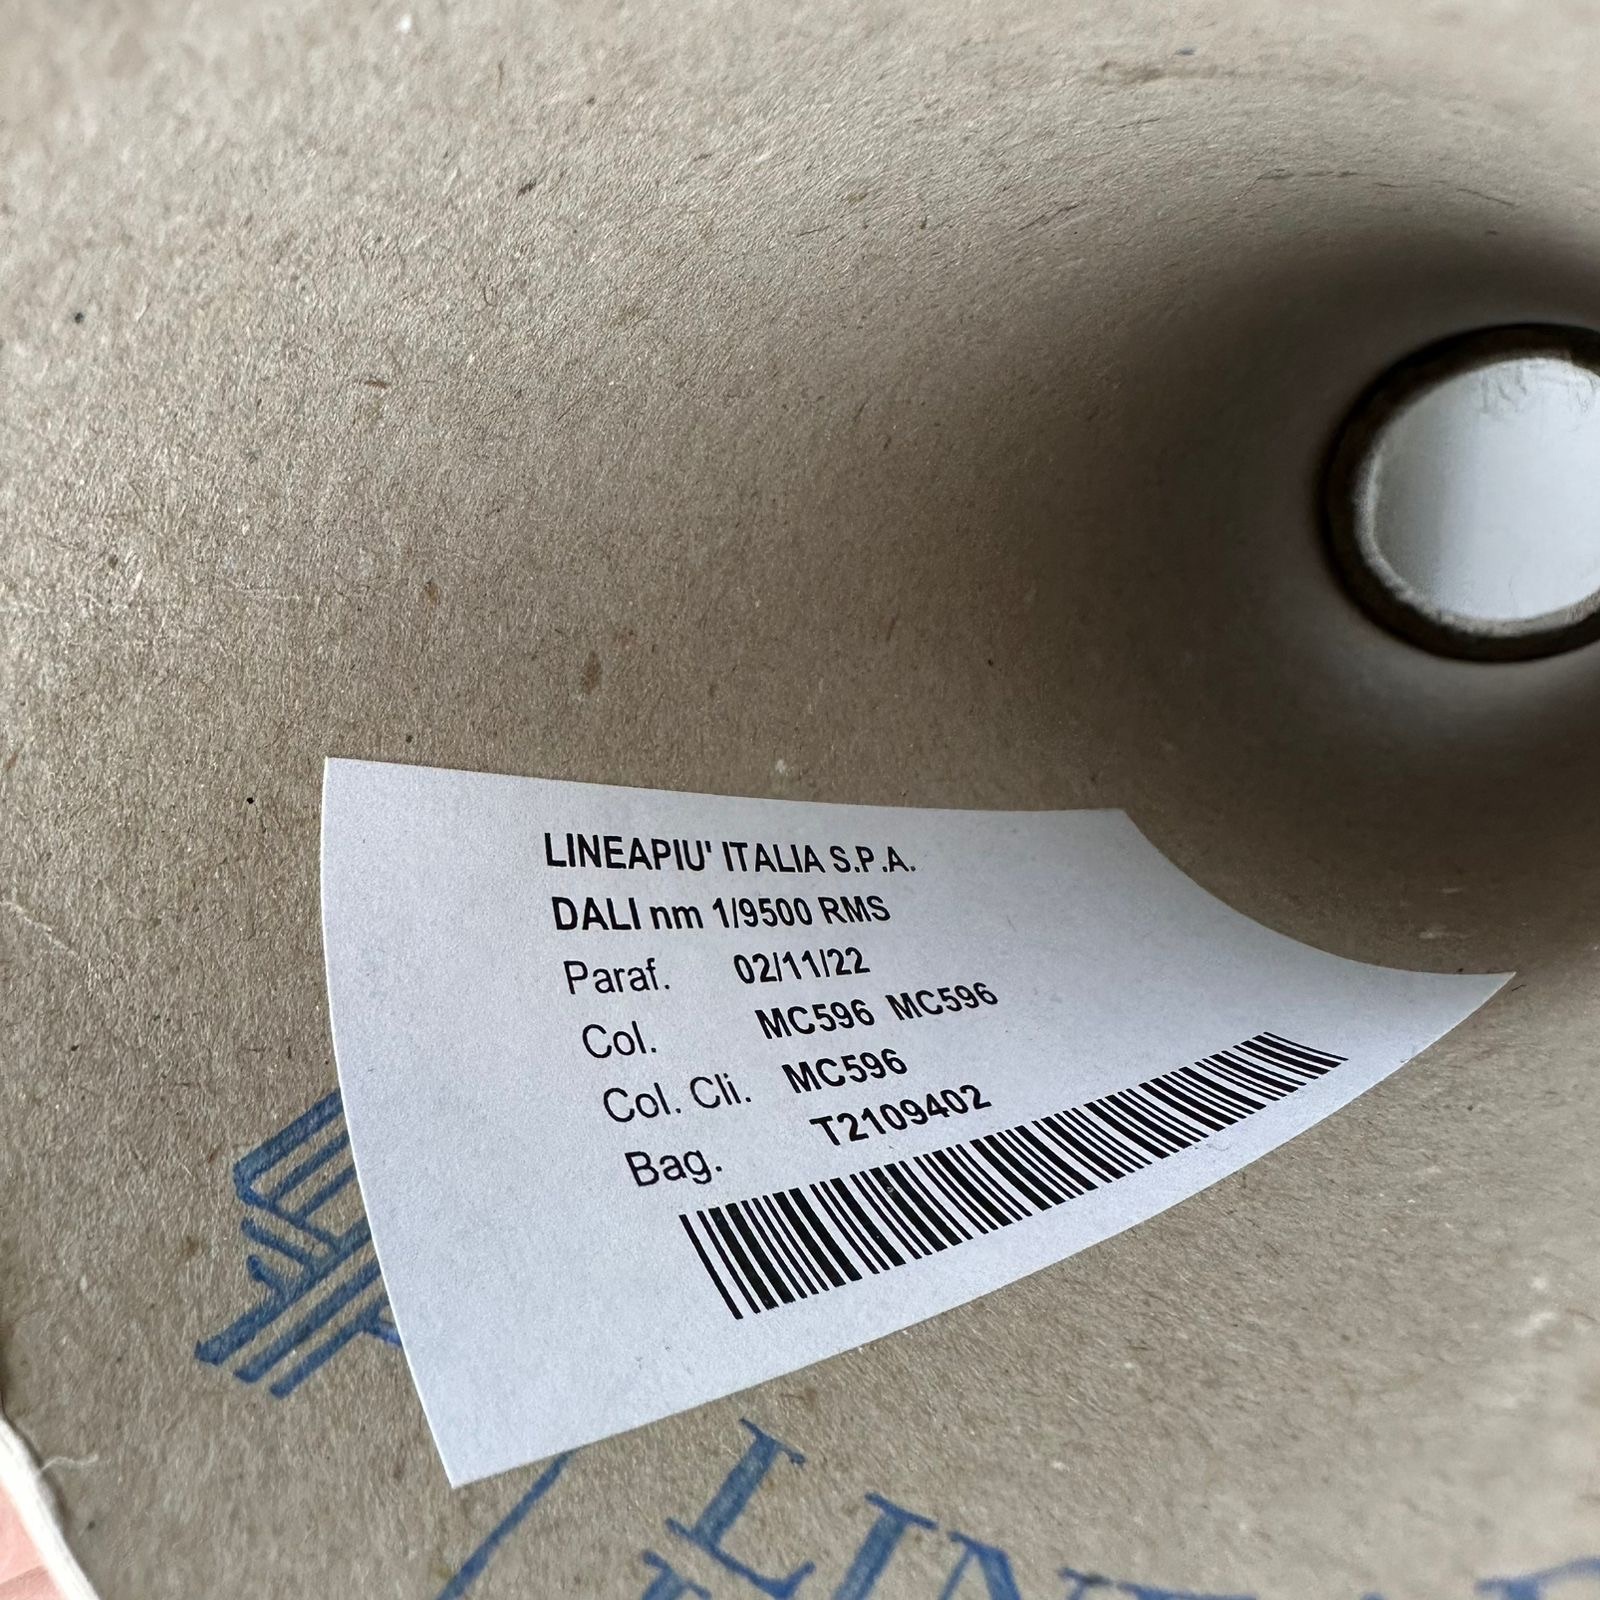 LINEAPIU' ITALIA S.P.A.
DALI nm 1/9500 RMS
Paraf. 02/11/22
Col. MC596 MC596
Col. Cli. MC596
Bag. T2109402